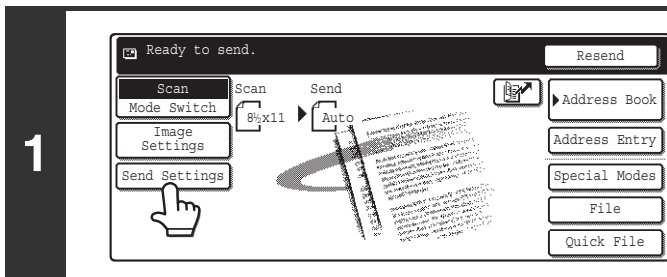 1
Ready to send.
Resend
Scan
Mode Switch
Scan
Send
8½x11
Auto
Address Book
Image
Settings
Address Entry
Send Settings
Special Modes
File
Quick File